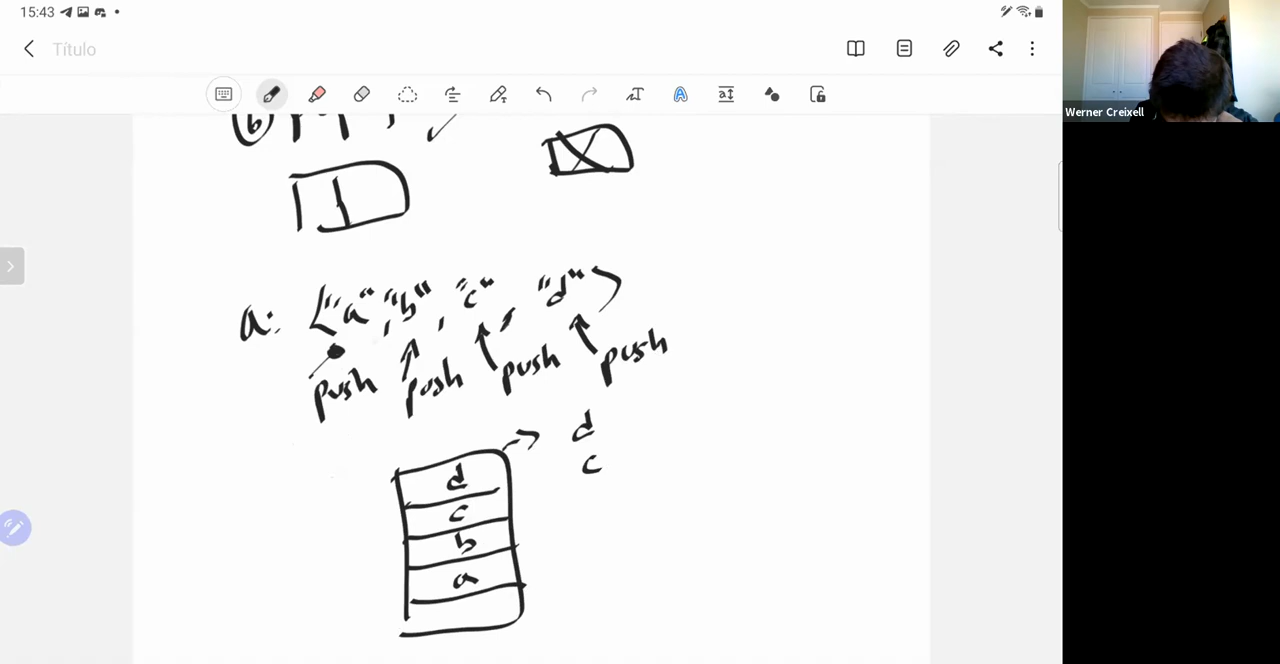 15:43
Título
Werner Creixell
a: <"a", "b", "c", "d">
push push push push
d
c
d
c
b
a